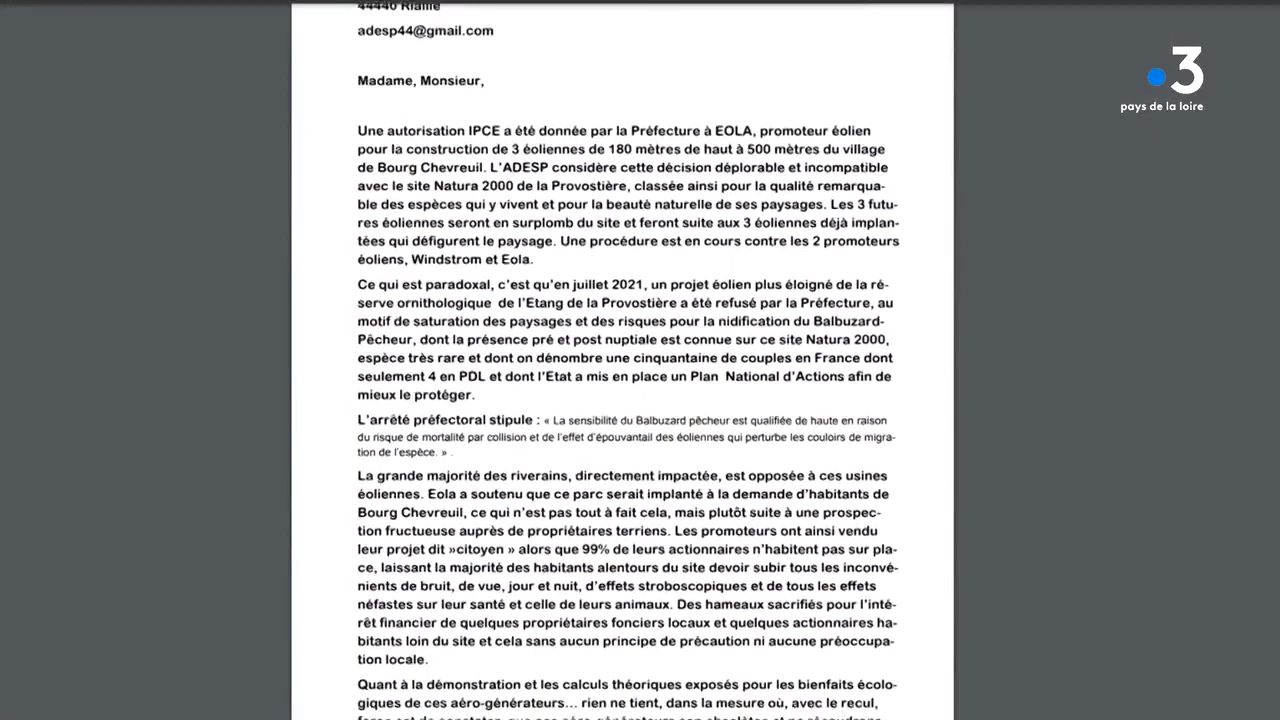 44440 Riaillé
adesp44@gmail.com
Madame, Monsieur,
Une autorisation IPCE a été donnée par la Préfecture à EOLA, promoteur éolien
pour la construction de 3 éoliennes de 180 mètres de haut à 500 mètres du village
de Bourg Chevreuil. L'ADESP considère cette décision déplorable et incompatible
avec le site Natura 2000 de la Provostière, classée ainsi pour la qualité remarqua-
ble des espèces qui y vivent et pour la beauté naturelle de ses paysages. Les 3 futu-
res éoliennes seront en surplomb du site et feront suite aux 3 éoliennes déjà implan-
tées qui défigurent le paysage. Une procédure est en cours contre les 2 promoteurs
éoliens, Windstrom et Eola.
Ce qui est paradoxal, c'est qu'en juillet 2021, un projet éolien plus éloigné de la ré-
serve ornithologique de l'Etang de la Provostière a été refusé par la Préfecture, au
motif de saturation des paysages et des risques pour la nidification du Balbuzard-
Pêcheur, dont la présence pré et post nuptiale est connue sur ce site Natura 2000,
espèce très rare et dont on dénombre une cinquantaine de couples en France dont
seulement 4 en PDL et dont l'Etat a mis en place un Plan National d'Actions afin de
mieux le protéger.
L'arrêté préfectoral stipule : « La sensibilité du Balbuzard pêcheur est qualifiée de haute en raison
du risque de mortalité par collision et de l'effet d'épouvantail des éoliennes qui perturbe les couloirs de migra-
tion de l'espèce. » .
La grande majorité des riverains, directement impactée, est opposée à ces usines
éoliennes. Eola a soutenu que ce parc serait implanté à la demande d'habitants de
Bourg Chevreuil, ce qui n'est pas tout à fait cela, mais plutôt suite à une prospec-
tion fructueuse auprès de propriétaires terriens. Les promoteurs ont ainsi vendu
leur projet dit »citoyen » alors que 99% de leurs actionnaires n'habitent pas sur pla-
ce, laissant la majorité des habitants alentours du site devoir subir tous les inconvé-
nients de bruit, de vue, jour et nuit, d'effets stroboscopiques et de tous les effets
néfastes sur leur santé et celle de leurs animaux. Des hameaux sacrifiés pour l'inté-
rêt financier de quelques propriétaires fonciers locaux et quelques actionnaires ha-
bitants loin du site et cela sans aucun principe de précaution ni aucune préoccupa-
tion locale.
Quant à la démonstration et les calculs théoriques exposés pour les bienfaits écolo-
giques de ces aéro-générateurs... rien ne tient, dans la mesure où, avec le recul,
3
pays de la loire